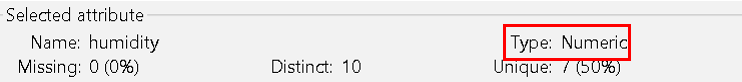 Selected attribute
Name: humidity Type: Numeric
Missing: 0 (0%) Distinct: 10 Unique: 7 (50%)